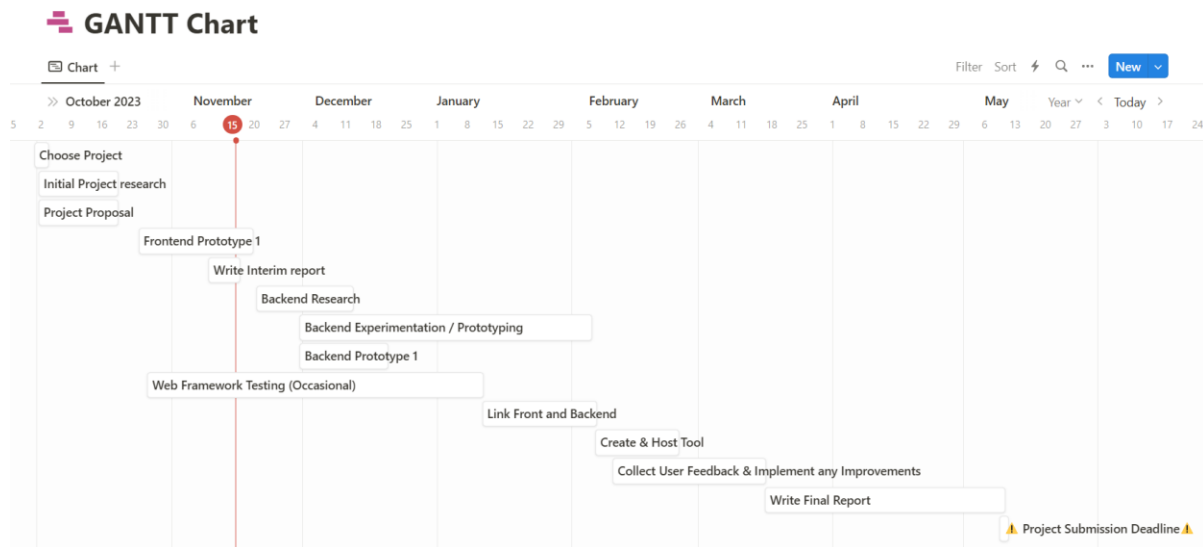 GANTT Chart
Chart
Filter Sort New
October 2023 November December January February March April May Year Today
5 2 9 16 23 30 6 15 20 27 4 11 18 25 1 8 15 22 29 5 12 19 26 4 11 18 25 1 8 15 22 29 6 13 20 27 3 10 17 24
Choose Project
Initial Project research
Project Proposal
Frontend Prototype 1
Write Interim report
Backend Research
Backend Experimentation / Prototyping
Backend Prototype 1
Web Framework Testing (Occasional)
Link Front and Backend
Create & Host Tool
Collect User Feedback & Implement any Improvements
Write Final Report
⚠️ Project Submission Deadline⚠️